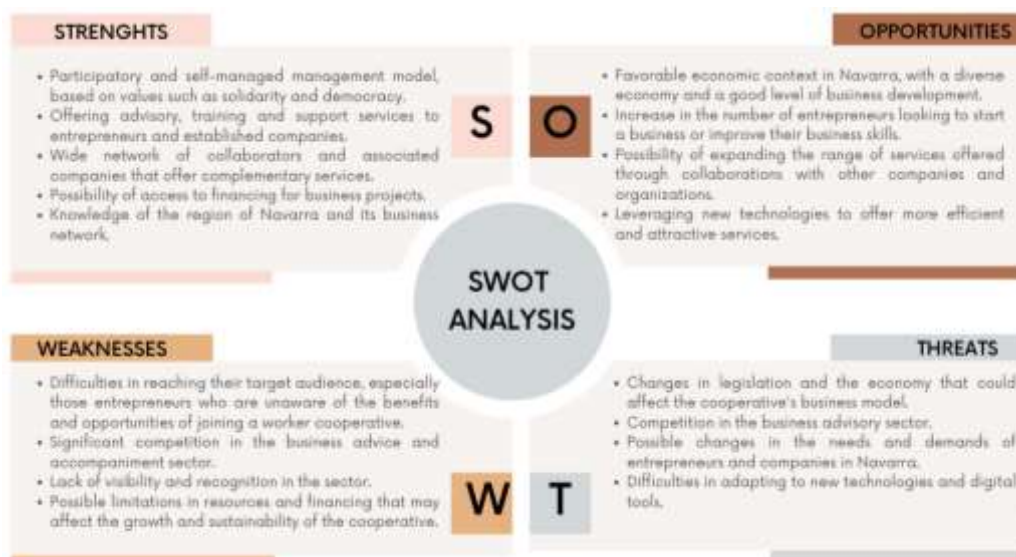 STRENGHTS
• Participatory and self-managed management model,
based on values such as solidarity and democracy.
• Offering advisory, training and support services to
entrepreneurs and established companies.
• Wide network of collaborators and associated
companies that offer complementary services.
• Possibility of access to financing for business projects.
• Knowledge of the region of Navarra and its business
network.
S
O
OPPORTUNITIES
• Favorable economic context in Navarra, with a diverse
economy and a good level of business development.
• Increase in the number of entrepreneurs looking to start
a business or improve their business skills.
• Possibility of expanding the range of services offered
through collaborations with other companies and
organizations.
• Leveraging new technologies to offer more efficient
and attractive services.
SWOT
ANALYSIS
WEAKNESSES
• Difficulties in reaching their target audience, especially
those entrepreneurs who are unaware of the benefits
and opportunities of joining a worker cooperative.
• Significant competition in the business advice and
accompaniment sector.
• Lack of visibility and recognition in the sector.
• Possible limitations in resources and financing that may
affect the growth and sustainability of the cooperative.
W
T
THREATS
• Changes in legislation and the economy that could
affect the cooperative's business model.
• Competition in the business advisory sector.
• Possible changes in the needs and demands of
entrepreneurs and companies in Navarra.
• Difficulties in adapting to new technologies and digital
tools.